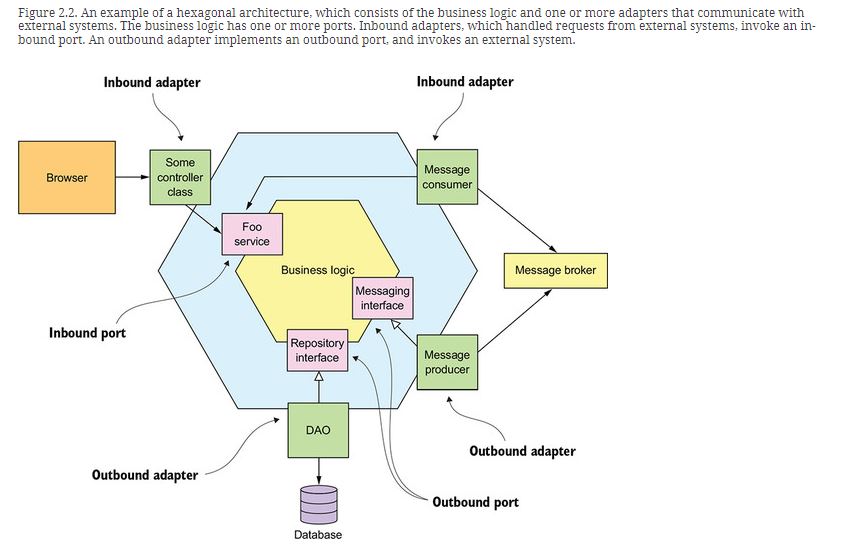 Figure 2.2. An example of a hexagonal architecture, which consists of the business logic and one or more adapters that communicate with
external systems. The business logic has one or more ports. Inbound adapters, which handled requests from external systems, invoke an in-
bound port. An outbound adapter implements an outbound port, and invokes an external system.
Inbound adapter
Inbound adapter
Browser
Some
controller
class
Message
consumer
Foo
service
Business logic
Message broker
Messaging
interface
Inbound port
Repository
interface
Message
producer
DAO
Outbound adapter
Outbound adapter
Outbound port
Database